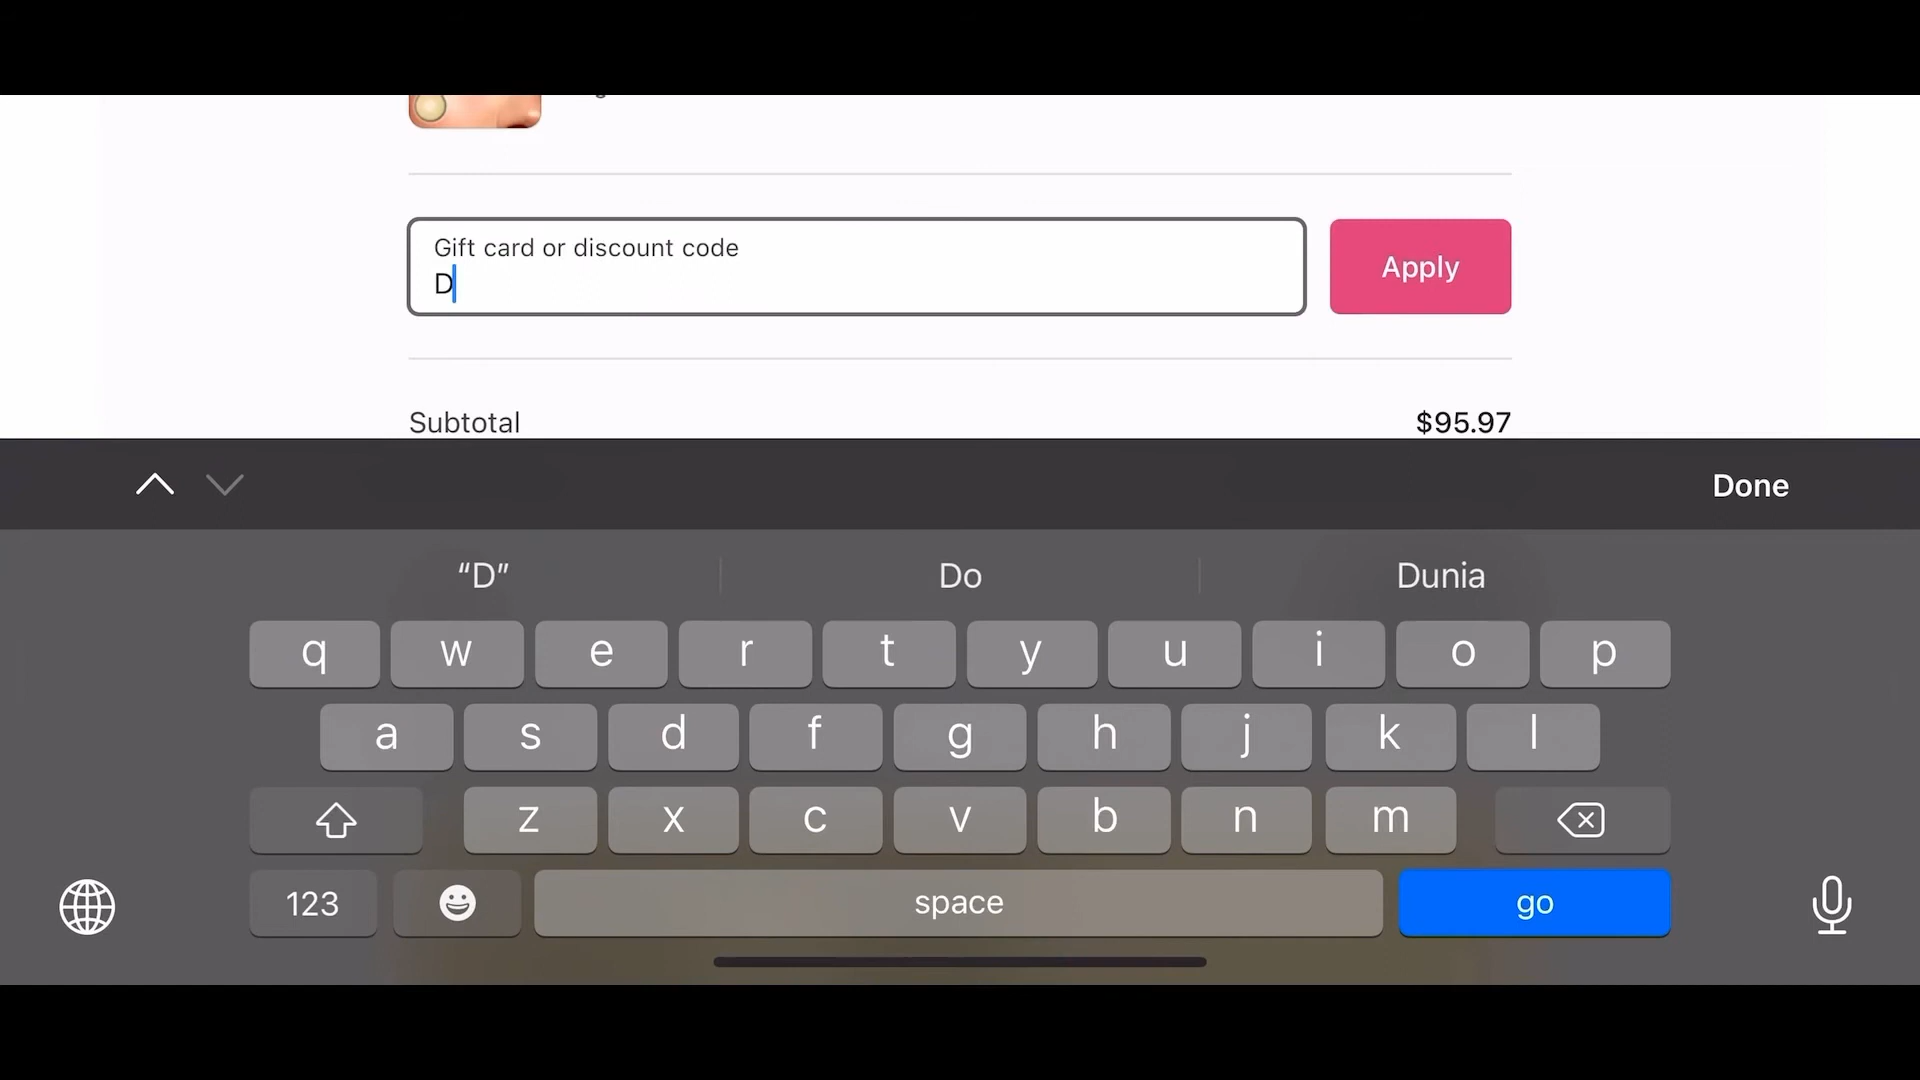 Gift card or discount code
D
Apply
Subtotal $95.97
Done
“D” Do Dunia
q w e r t y u i o p
a s d f g h j k l
z x c v b n m
123 space go